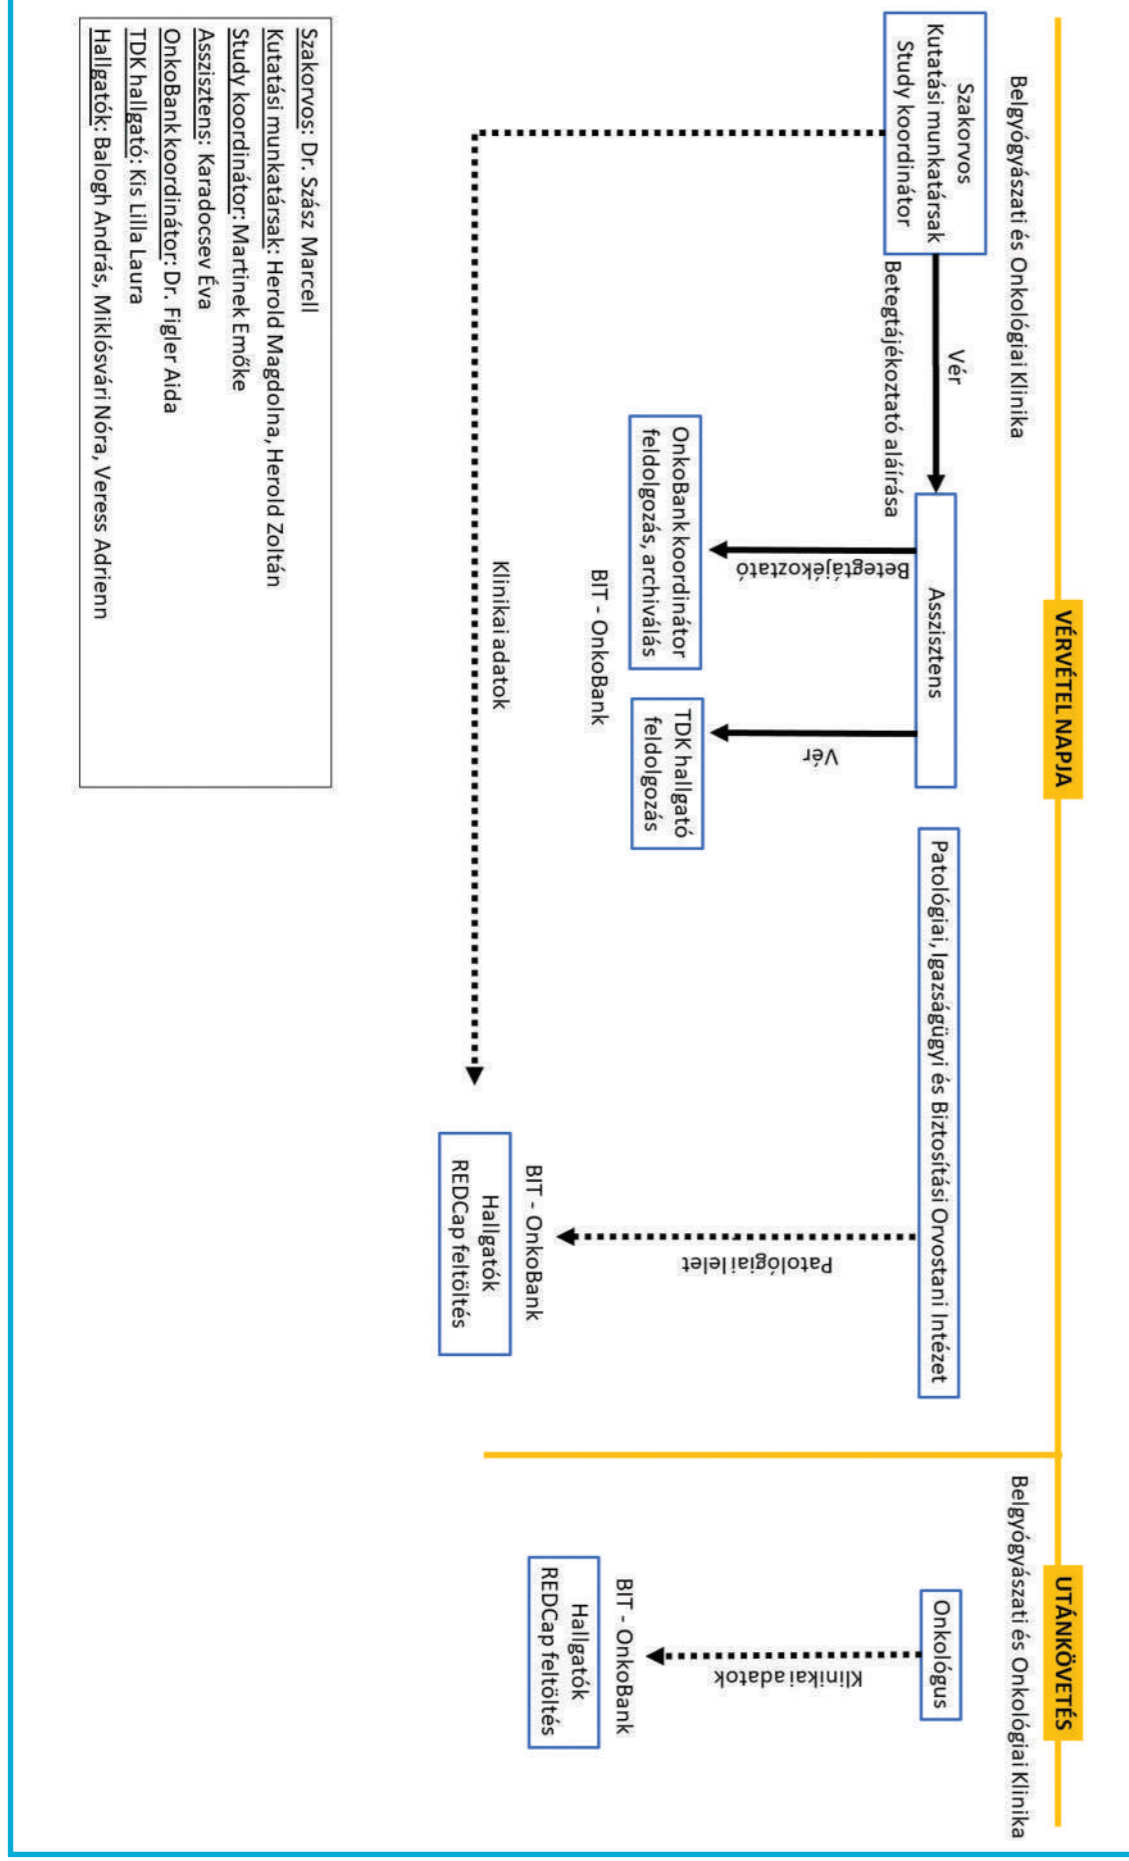 VÉRVÉTEL NAPJA
UTÁNKÖVETÉS
Belgyógyászati és Onkológiai Klinika
Szakorvos
Kutatási munkatársak
Study koordinátor
Vér
Betegtájékoztató aláírása
Asszisztens
Betegtájékoztató
Vér
OnkoBank koordinátor
feldolgozás, archiválás
TDK hallgató
feldolgozás
BIT - OnkoBank
Klinikai adatok
Patológiai, Igazságügyi és Biztosítási Orvostani Intézet
Patológiai lelet
BIT - OnkoBank
Hallgatók
REDCap feltöltés
Belgyógyászati és Onkológiai Klinika
Onkológus
Klinikai adatok
BIT - OnkoBank
Hallgatók
REDCap feltöltés
Szakorvos: Dr. Szász Marcell
Kutatási munkatársak: Herold Magdolna, Herold Zoltán
Study koordinátor: Martinek Emőke
Asszisztens: Karadocsev Éva
OnkoBank koordinátor: Dr. Figler Aida
TDK hallgató: Kis Lilla Laura
Hallgatók: Balogh András, Miklósvári Nóra, Veress Adrienn